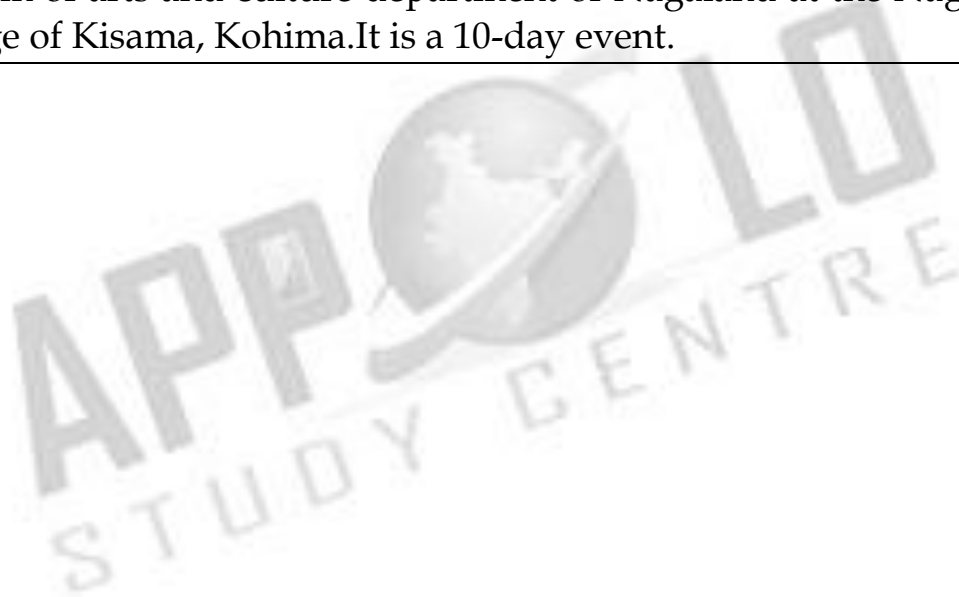 of arts and culture department of Nagaland at the
ge of Kisama, Kohima.It is a 10-day event.
APPOLO
STUDY CENTRE